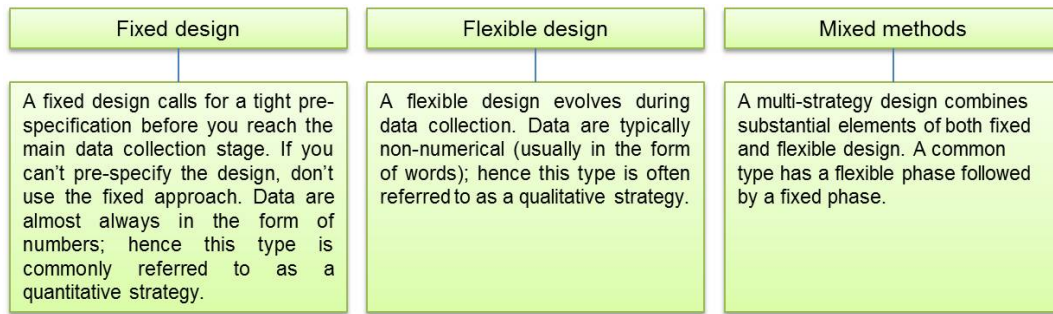 Fixed design
A fixed design calls for a tight pre-
specification before you reach the
main data collection stage. If you
can't pre-specify the design, don't
use the fixed approach. Data are
almost always in the form of
numbers; hence this type is
commonly referred to as a
quantitative strategy.
Flexible design
A flexible design evolves during
data collection. Data are typically
non-numerical (usually in the form
of words); hence this type is often
referred to as a qualitative strategy.
Mixed methods
A multi-strategy design combines
substantial elements of both fixed
and flexible design. A common
type has a flexible phase followed
by a fixed phase.